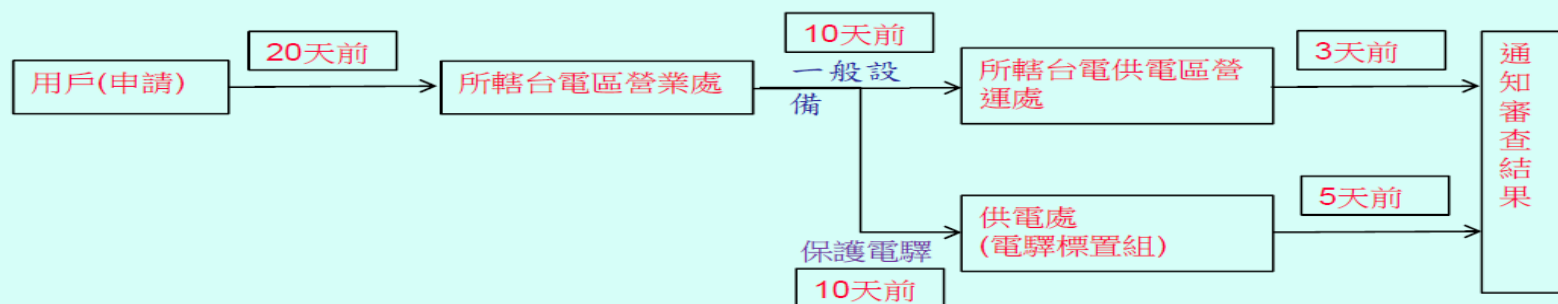 用戶(申請)
20天前
所轄台電區營業處
10天前
一般設
備
所轄台電供電區營
運處
3天前
保護電驛
10天前
供電處
(電驛標置組)
5天前
通
知
審
查
結
果